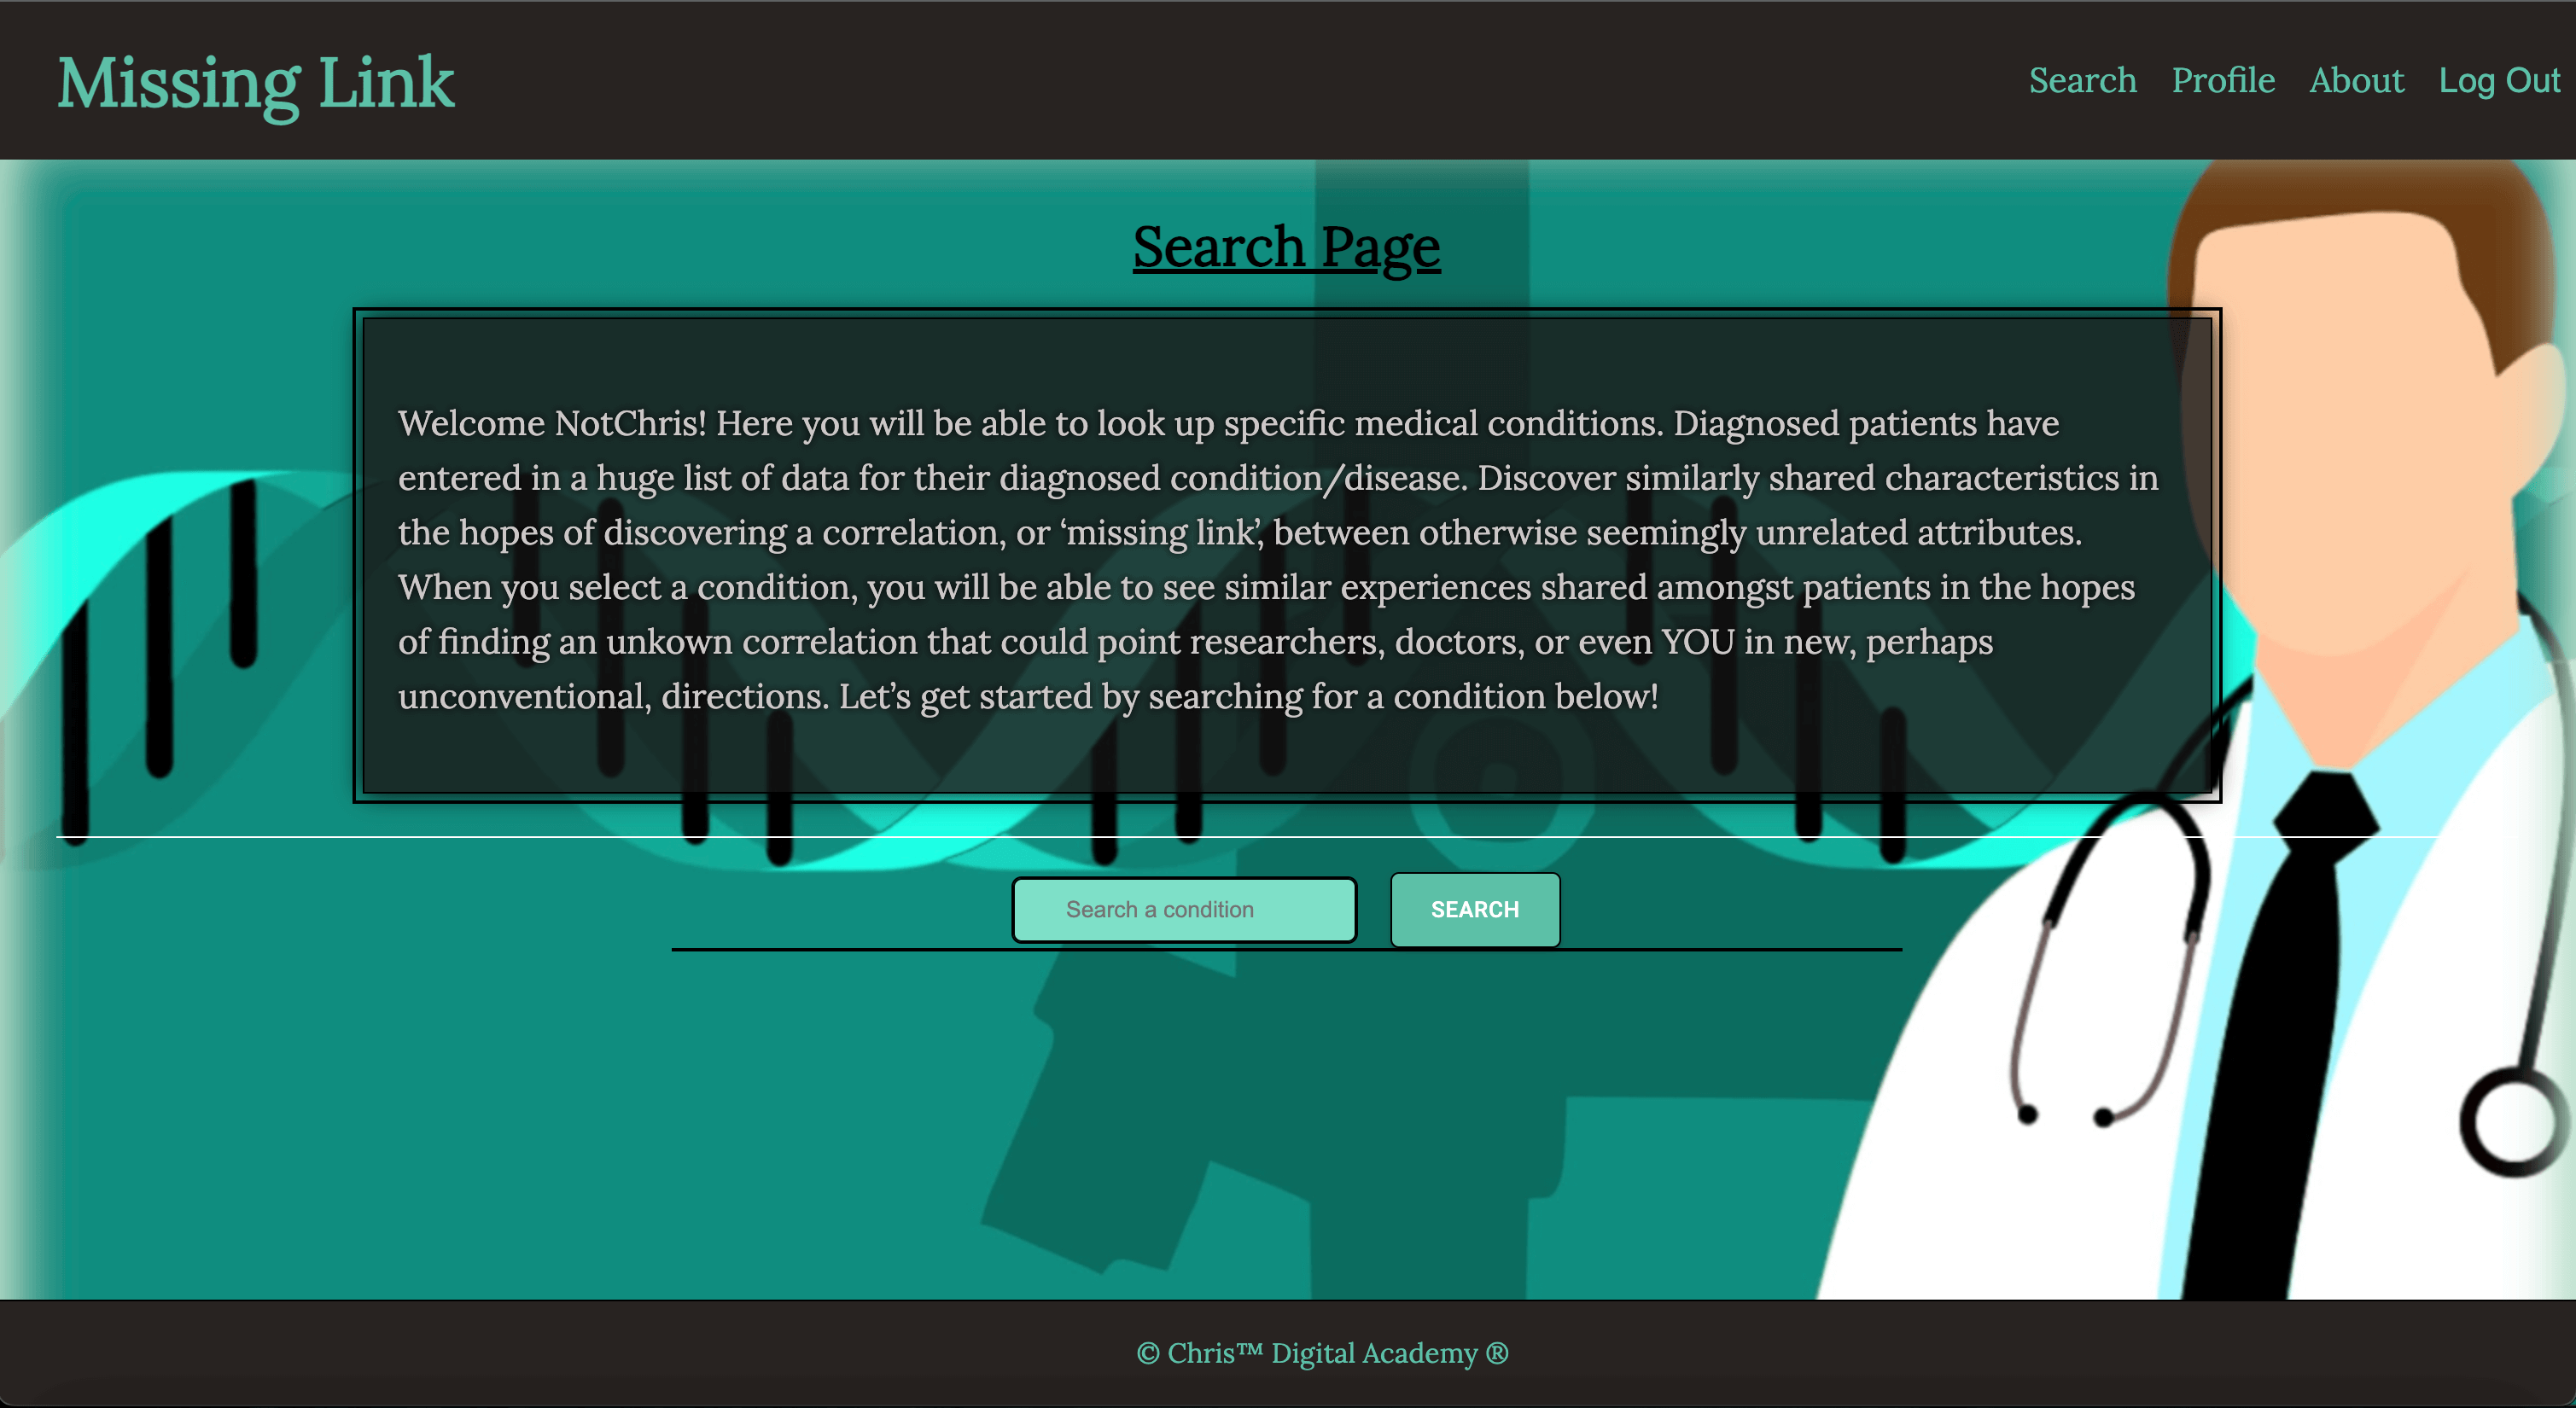 Missing Link
Search Profile About Log Out
Search Page
Welcome NotChris! Here you will be able to look up specific medical conditions. Diagnosed patients have
entered in a huge list of data for their diagnosed condition/disease. Discover similarly shared characteristics in
the hopes of discovering a correlation, or ‘missing link’, between otherwise seemingly unrelated attributes.
When you select a condition, you will be able to see similar experiences shared amongst patients in the hopes
of finding an unkown correlation that could point researchers, doctors, or even YOU in new, perhaps
unconventional, directions. Let’s get started by searching for a condition below!
Search a condition SEARCH
© Chris™ Digital Academy ®